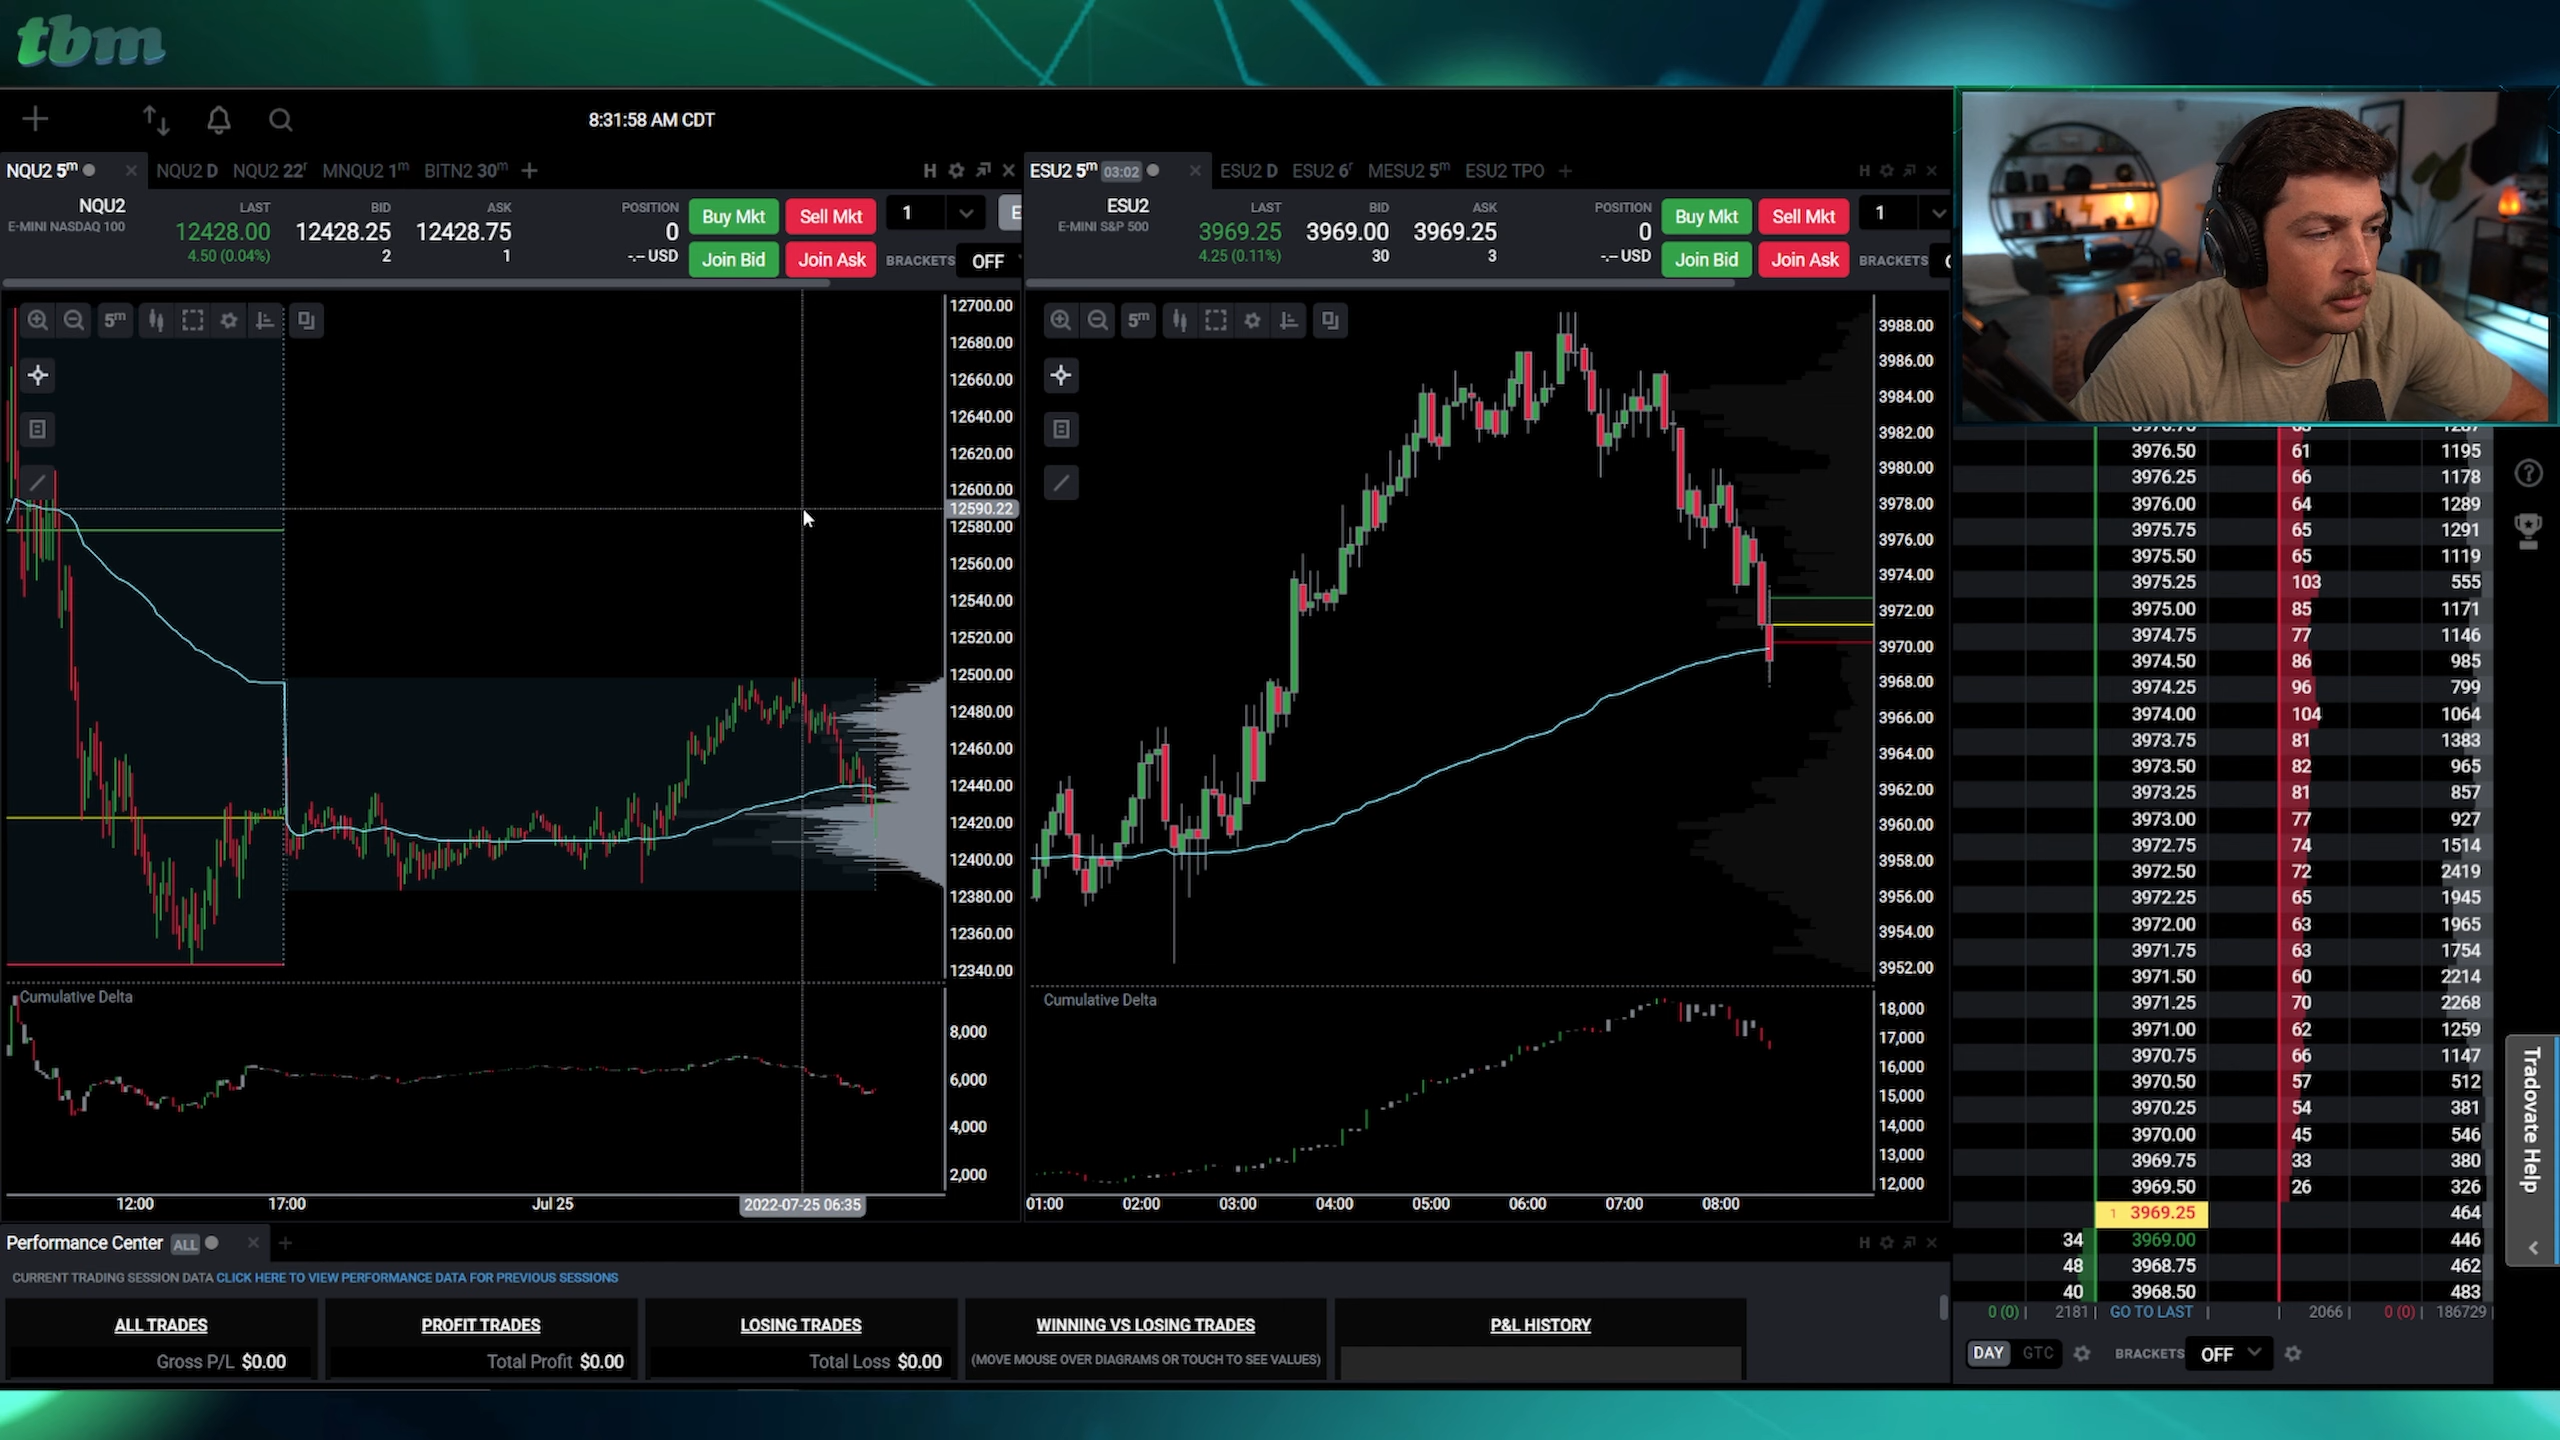 tbm
8:31:58 AM CDT
NQU2 5m
NQU2 D
NQU2 22r
MNQU2 1m
BITN2 30m
H
NQU2
E-MINI NASDAQ 100
LAST
12428.00
4.50 (0.04%)
BID
12428.25
2
ASK
12428.75
1
POSITION
0
-.-- USD
Buy Mkt
Sell Mkt
Join Bid
Join Ask
1
BRACKETS
OFF
5m
12700.00
12680.00
12660.00
12640.00
12620.00
12600.00
12590.22
12580.00
12560.00
12540.00
12520.00
12500.00
12480.00
12460.00
12440.00
12420.00
12400.00
12380.00
12360.00
12340.00
Cumulative Delta
8,000
6,000
4,000
2,000
12:00
17:00
Jul 25
2022-07-25 06:35
ESU2 5m 03:02
ESU2 D
ESU2 6r
MESU2 5m
ESU2 TPO
H
ESU2
E-MINI S&P 500
LAST
3969.25
4.25 (0.11%)
BID
3969.00
30
ASK
3969.25
3
POSITION
0
-.-- USD
Buy Mkt
Sell Mkt
Join Bid
Join Ask
1
BRACKETS
5m
3988.00
3986.00
3984.00
3982.00
3980.00
3978.00
3976.00
3974.00
3972.00
3970.00
3968.00
3966.00
3964.00
3962.00
3960.00
3958.00
3956.00
3954.00
3952.00
Cumulative Delta
18,000
17,000
16,000
15,000
14,000
13,000
12,000
01:00
02:00
03:00
04:00
05:00
06:00
07:00
08:00
3976.50 61 1195
3976.25 66 1178
3976.00 64 1289
3975.75 65 1291
3975.50 65 1119
3975.25 103 555
3975.00 85 1171
3974.75 77 1146
3974.50 86 985
3974.25 96 799
3974.00 104 1064
3973.75 81 1383
3973.50 82 965
3973.25 81 857
3973.00 77 927
3972.75 74 1514
3972.50 72 2419
3972.25 65 1945
3972.00 63 1965
3971.75 63 1754
3971.50 60 2214
3971.25 70 2268
3971.00 62 1259
3970.75 66 1147
3970.50 57 512
3970.25 54 381
3970.00 45 546
3969.75 33 380
3969.50 26 326
1 3969.25 464
34 3969.00 446
48 3968.75 462
40 3968.50 483
0 (0) 2181 GO TO LAST 2066 0 (0) 186729
DAY GTC BRACKETS OFF
Tradovate Help
Performance Center ALL
H
CURRENT TRADING SESSION DATA CLICK HERE TO VIEW PERFORMANCE DATA FOR PREVIOUS SESSIONS
ALL TRADES
Gross P/L $0.00
PROFIT TRADES
Total Profit $0.00
LOSING TRADES
Total Loss $0.00
WINNING VS LOSING TRADES
(MOVE MOUSE OVER DIAGRAMS OR TOUCH TO SEE VALUES)
P&L HISTORY